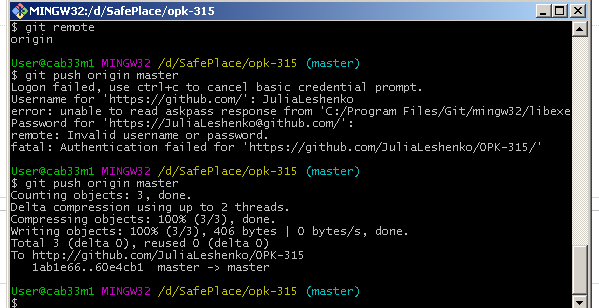 MINGW32:/d/SafePlace/opk-315
$ git remote
origin
User@cab33m1 MINGW32 /d/SafePlace/opk-315 (master)
$ git push origin master
Logon failed, use ctrl+c to cancel basic credential prompt.
Username for 'https://github.com/': JuliaLeshenko
error: unable to read askpass response from 'C:/Program Files/Git/mingw32/libexe
Password for 'https://JuliaLeshenko@github.com/':
remote: Invalid username or password.
fatal: Authentication failed for 'https://github.com/JuliaLeshenko/OPK-315/'
User@cab33m1 MINGW32 /d/SafePlace/opk-315 (master)
$ git push origin master
Counting objects: 3, done.
Delta compression using up to 2 threads.
Compressing objects: 100% (3/3), done.
Writing objects: 100% (3/3), 406 bytes | 0 bytes/s, done.
Total 3 (delta 0), reused 0 (delta 0)
To http://github.com/JuliaLeshenko/OPK-315
1ab1e66..60e4cb1 master -> master
User@cab33m1 MINGW32 /d/SafePlace/opk-315 (master)
$